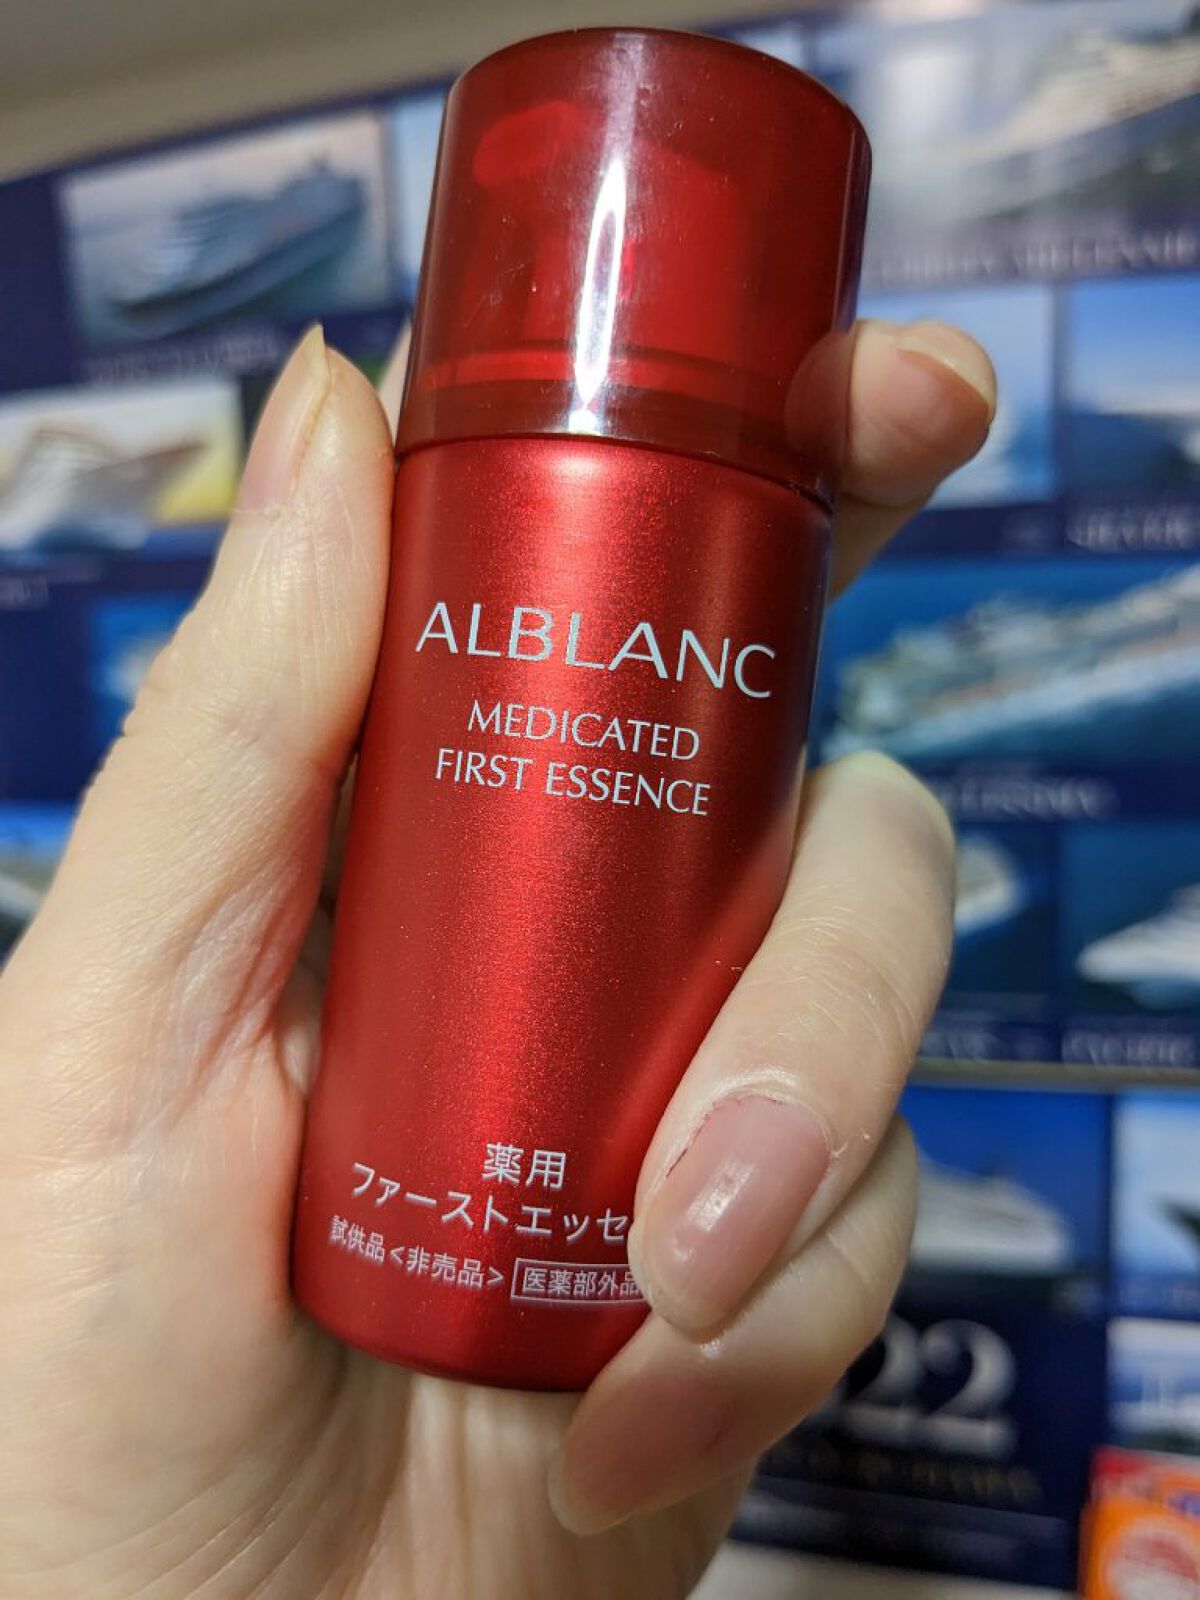 ALBLANC
MEDICATED
FIRST ESSENCE
薬用
ファーストエッセ
試供品<非売品> 医薬部外品
22